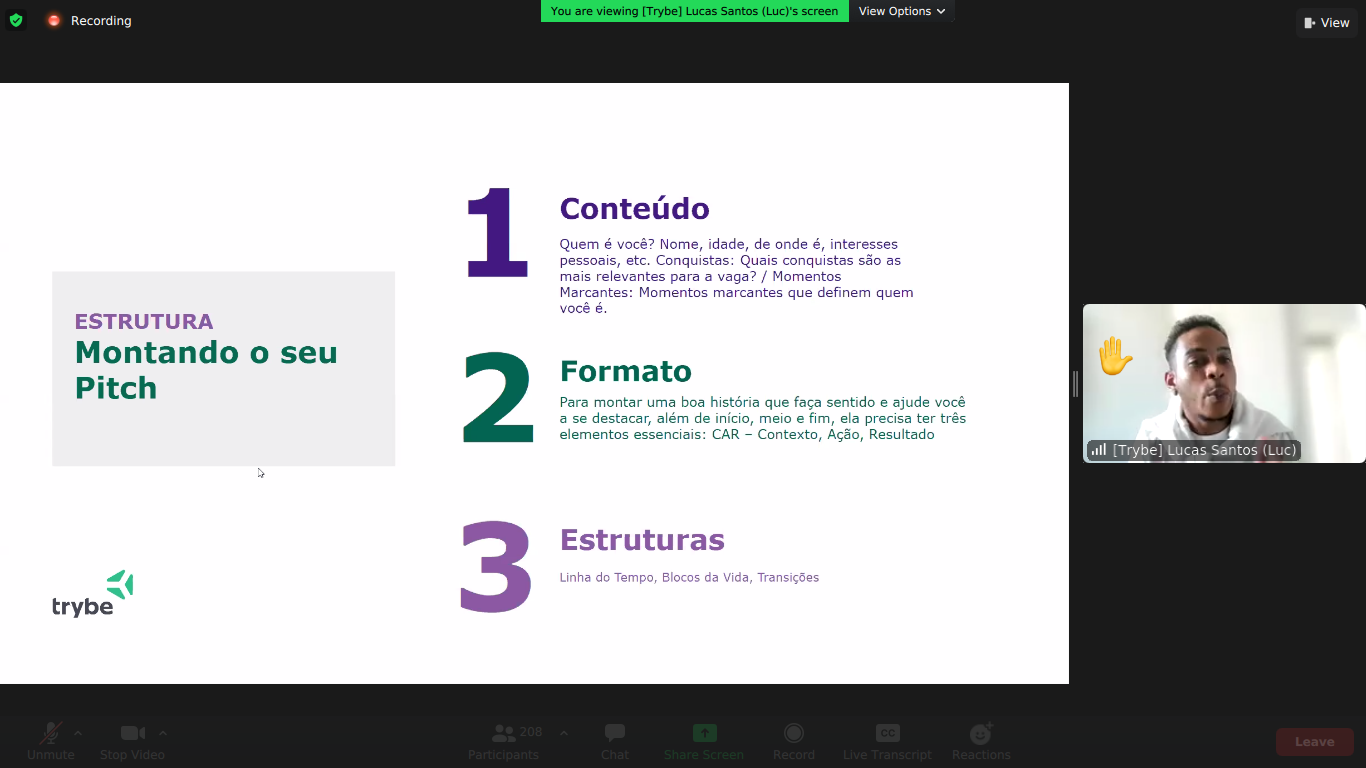 Recording
You are viewing [Trybe] Lucas Santos (Luc)'s screen
View Options
View
ESTRUTURA
Montando o seu
Pitch
trybe
1
Conteúdo
Quem é você? Nome, idade, de onde é, interesses
pessoais, etc. Conquistas: Quais conquistas são as
mais relevantes para a vaga? / Momentos
Marcantes: Momentos marcantes que definem quem
você é.
2
Formato
Para montar uma boa história que faça sentido e ajude você
a se destacar, além de início, meio e fim, ela precisa ter três
elementos essenciais: CAR – Contexto, Ação, Resultado
3
Estruturas
Linha do Tempo, Blocos da Vida, Transições
[Trybe] Lucas Santos (Luc)
Unmute
Stop Video
208
Participants
Chat
Share Screen
Record
CC
Live Transcript
Reactions
Leave